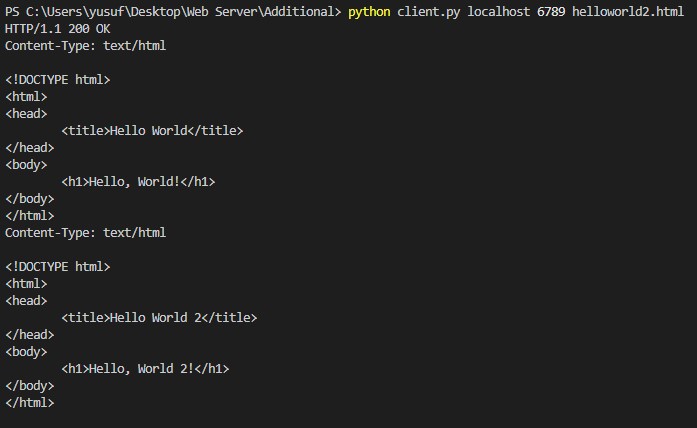 PS C:\Users\yusuf\Desktop\Web Server\Additional> python client.py localhost 6789 helloworld2.html
HTTP/1.1 200 OK
Content-Type: text/html

<!DOCTYPE html>
<html>
<head>
        <title>Hello World</title>
</head>
<body>
        <h1>Hello, World!</h1>
</body>
</html>
Content-Type: text/html

<!DOCTYPE html>
<html>
<head>
        <title>Hello World 2</title>
</head>
<body>
        <h1>Hello, World 2!</h1>
</body>
</html>